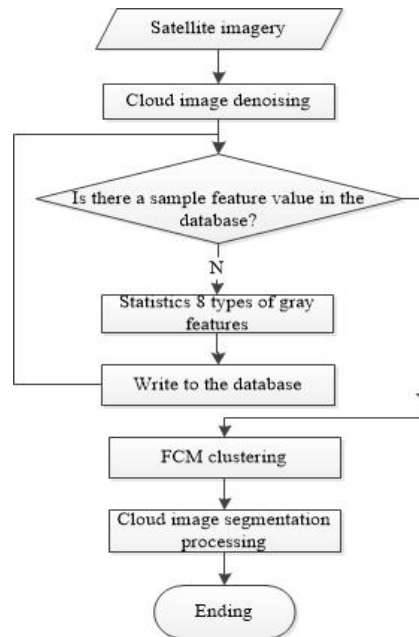 Satellite imagery
Cloud image denoising
Is there a sample feature value in the
database?
N
Statistics 8 types of gray
features
Write to the database
FCM clustering
Cloud image segmentation
processing
Ending